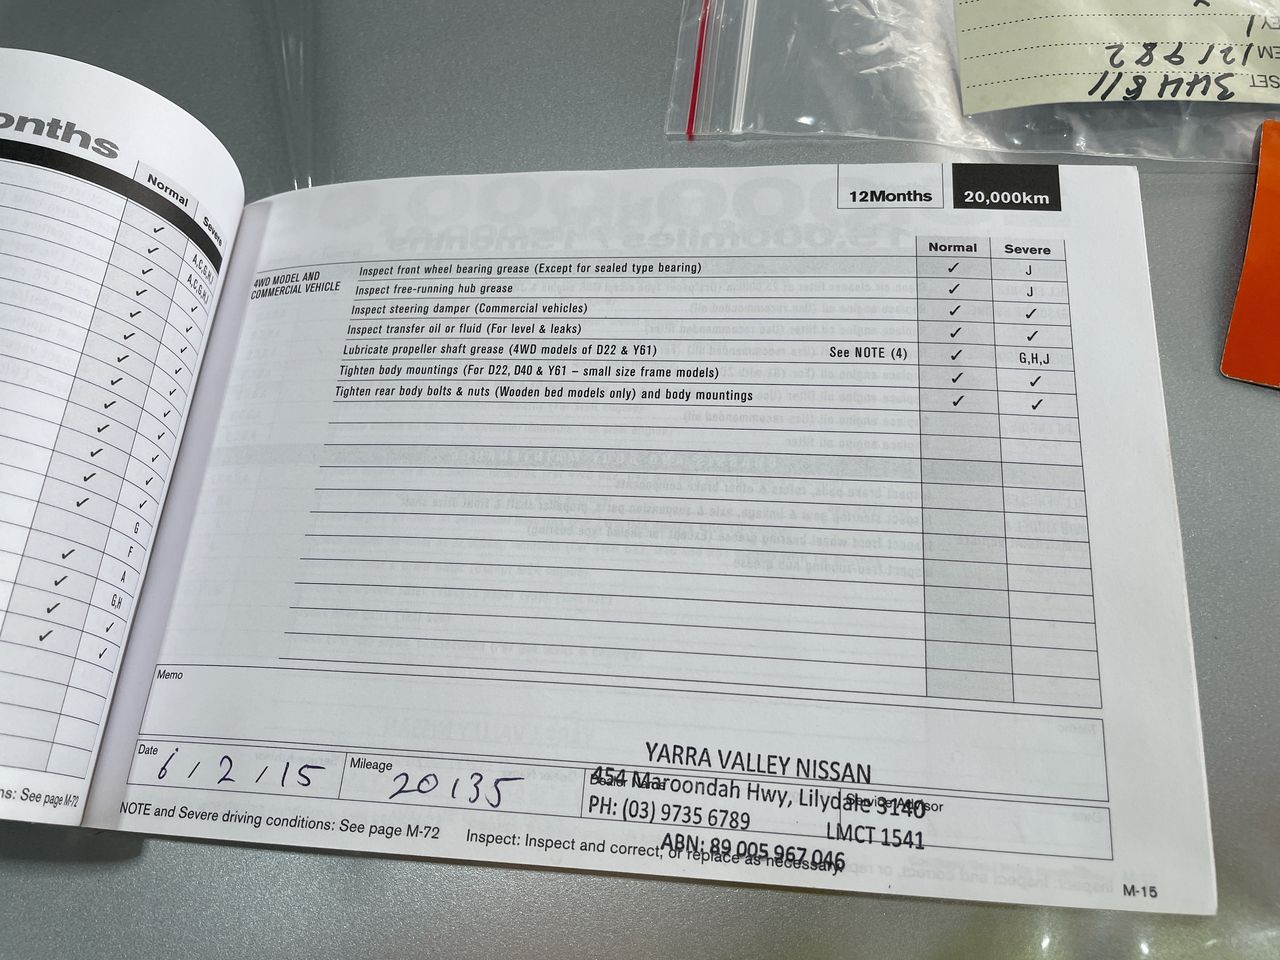 onths
Normal
Severe
✓ A,C,G,H,J
✓ A,C,G,H,J
✓ ✓
✓ ✓
✓ ✓
✓ ✓
✓ ✓
✓ ✓
✓ ✓
✓ ✓
✓ ✓
✓ ✓
G
F
✓ A
✓ G,H
✓ ✓
✓ ✓
ns: See page M-72
12Months 20,000km
Normal Severe
4WD MODEL AND
COMMERCIAL VEHICLE
Inspect front wheel bearing grease (Except for sealed type bearing) ✓ J
Inspect free-running hub grease ✓ J
Inspect steering damper (Commercial vehicles) ✓ ✓
Inspect transfer oil or fluid (For level & leaks) ✓ ✓
Lubricate propeller shaft grease (4WD models of D22 & Y61) See NOTE (4) ✓ G,H,J
Tighten body mountings (For D22, D40 & Y61 – small size frame models) ✓ ✓
Tighten rear body bolts & nuts (Wooden bed models only) and body mountings ✓ ✓
Memo
Date 6/2/15 Mileage 20135
Dealer Name
Service Advisor
YARRA VALLEY NISSAN
454 Maroondah Hwy, Lilydale 3140
PH: (03) 9735 6789 LMCT 1541
ABN: 89 005 967 046
NOTE and Severe driving conditions: See page M-72 Inspect: Inspect and correct, or replace as necessary.
M-15
SET 344811
EM 121782
EY 1